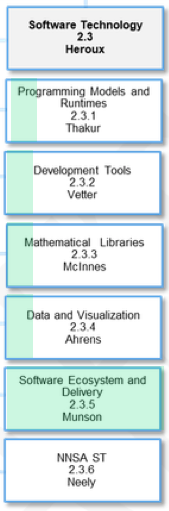 Software Technology
2.3
Heroux
Programming Models and
Runtimes
2.3.1
Thakur
Development Tools
2.3.2
Vetter
Mathematical Libraries
2.3.3
McInnes
Data and Visualization
2.3.4
Ahrens
Software Ecosystem and
Delivery
2.3.5
Munson
NNSA ST
2.3.6
Neely